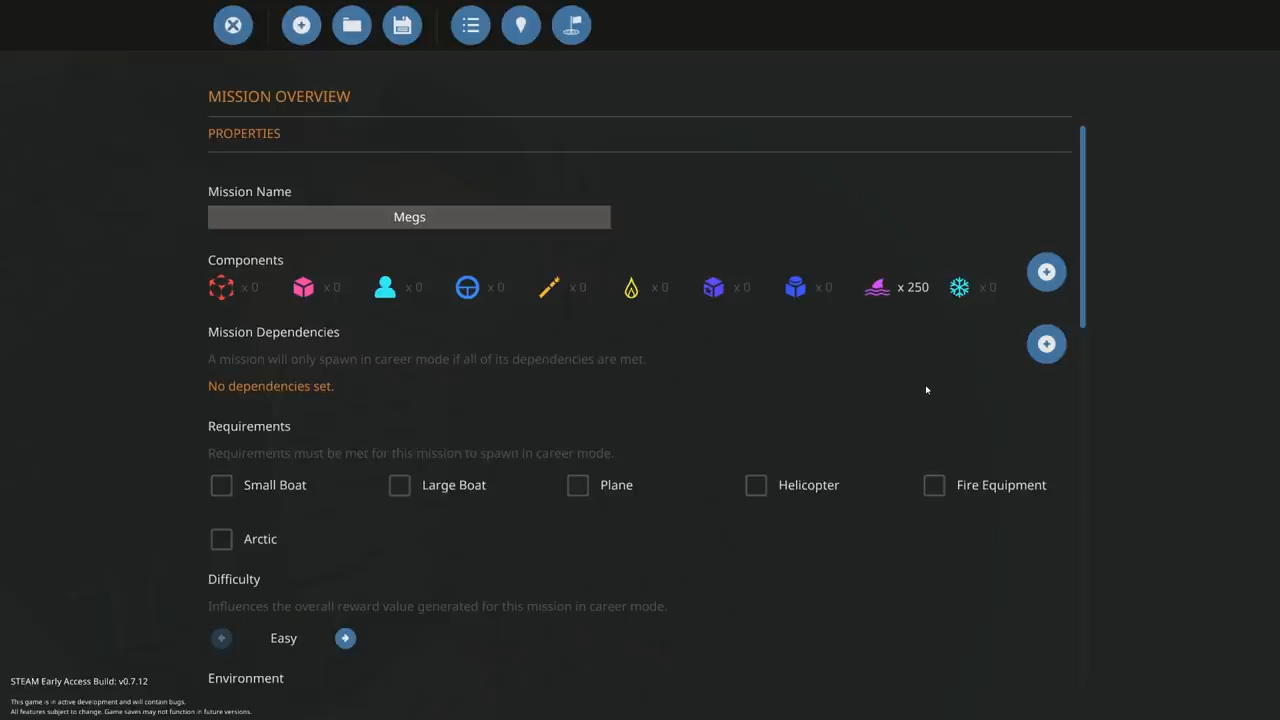 MISSION OVERVIEW
PROPERTIES
Mission Name
Megs
Components
x 0 x 0 x 0 x 0 x 0 x 0 x 0 x 0 x 250 x 0
Mission Dependencies
A mission will only spawn in career mode if all of its dependencies are met.
No dependencies set.
Requirements
Requirements must be met for this mission to spawn in career mode.
Small Boat Large Boat Plane Helicopter Fire Equipment
Arctic
Difficulty
Influences the overall reward value generated for this mission in career mode.
Easy
Environment
STEAM Early Access Build: v0.7.12
This game is in active development and will contain bugs.
All features subject to change. Game saves may not function in future versions.